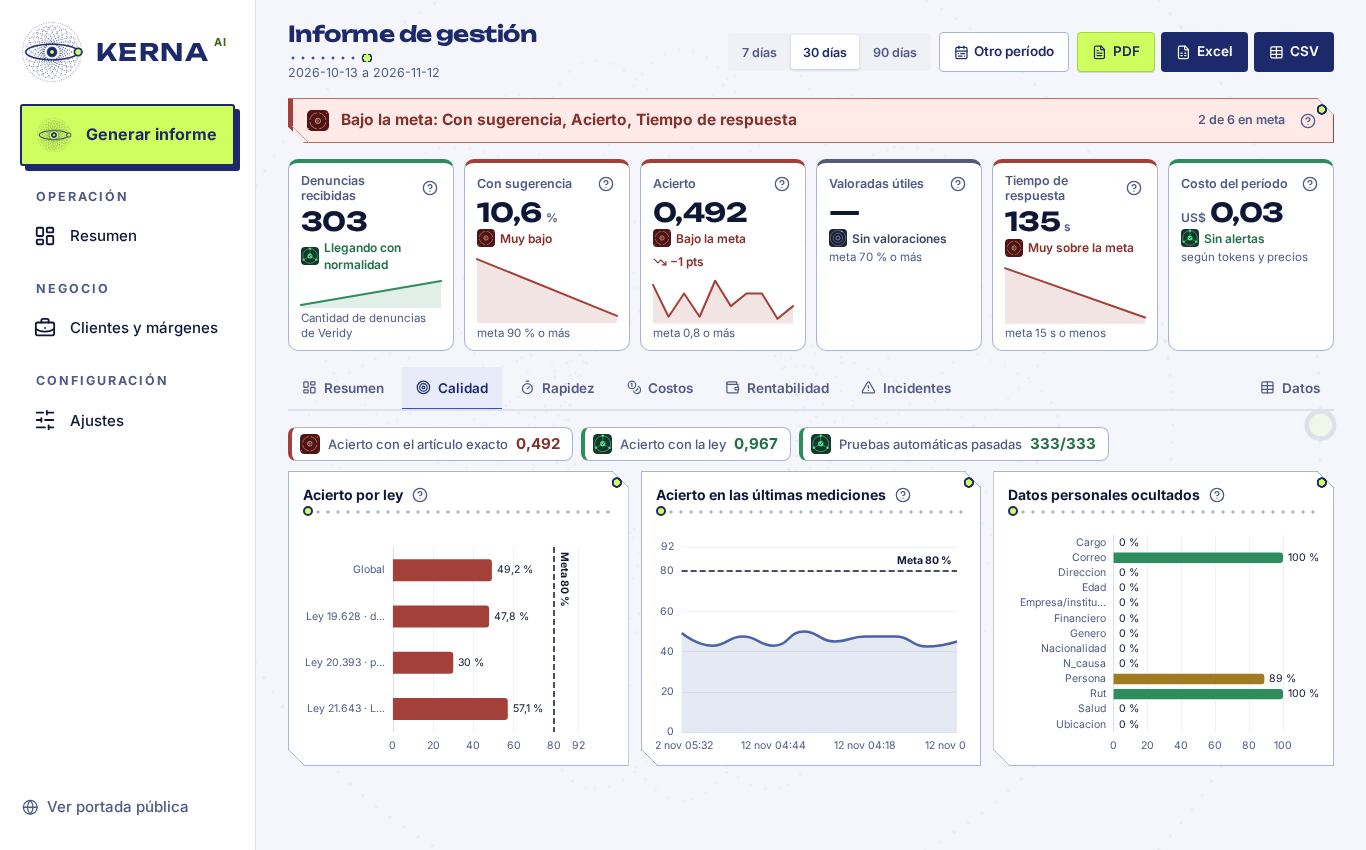 KERNA AI
Generar informe
OPERACIÓN
Resumen
NEGOCIO
Clientes y márgenes
CONFIGURACIÓN
Ajustes
Ver portada pública
Informe de gestión
2026-10-13 a 2026-11-12
7 días
30 días
90 días
Otro período
PDF
Excel
CSV
Bajo la meta: Con sugerencia, Acierto, Tiempo de respuesta
2 de 6 en meta
Denuncias
recibidas
303
Llegando con
normalidad
Cantidad de denuncias
de Veridy
Con sugerencia
10,6 %
Muy bajo
meta 90 % o más
Acierto
0,492
Bajo la meta
−1 pts
meta 0,8 o más
Valoradas útiles
—
Sin valoraciones
meta 70 % o más
Tiempo de
respuesta
135 s
Muy sobre la meta
meta 15 s o menos
Costo del período
US$ 0,03
Sin alertas
según tokens y precios
Resumen
Calidad
Rapidez
Costos
Rentabilidad
Incidentes
Datos
Acierto con el artículo exacto 0,492
Acierto con la ley 0,967
Pruebas automáticas pasadas 333/333
Acierto por ley
Meta 80 %
Global 49,2 %
Ley 19.628 · d... 47,8 %
Ley 20.393 · p... 30 %
Ley 21.643 · L... 57,1 %
0 20 40 60 80 92
Acierto en las últimas mediciones
92
Meta 80 %
80
60
40
20
0
2 nov 05:32 12 nov 04:44 12 nov 04:18 12 nov 0
Datos personales ocultados
Cargo 0 %
Correo 100 %
Direccion 0 %
Edad 0 %
Empresa/institu... 0 %
Financiero 0 %
Genero 0 %
Nacionalidad 0 %
N_causa 0 %
Persona 89 %
Rut 100 %
Salud 0 %
Ubicacion 0 %
0 20 40 60 80 100